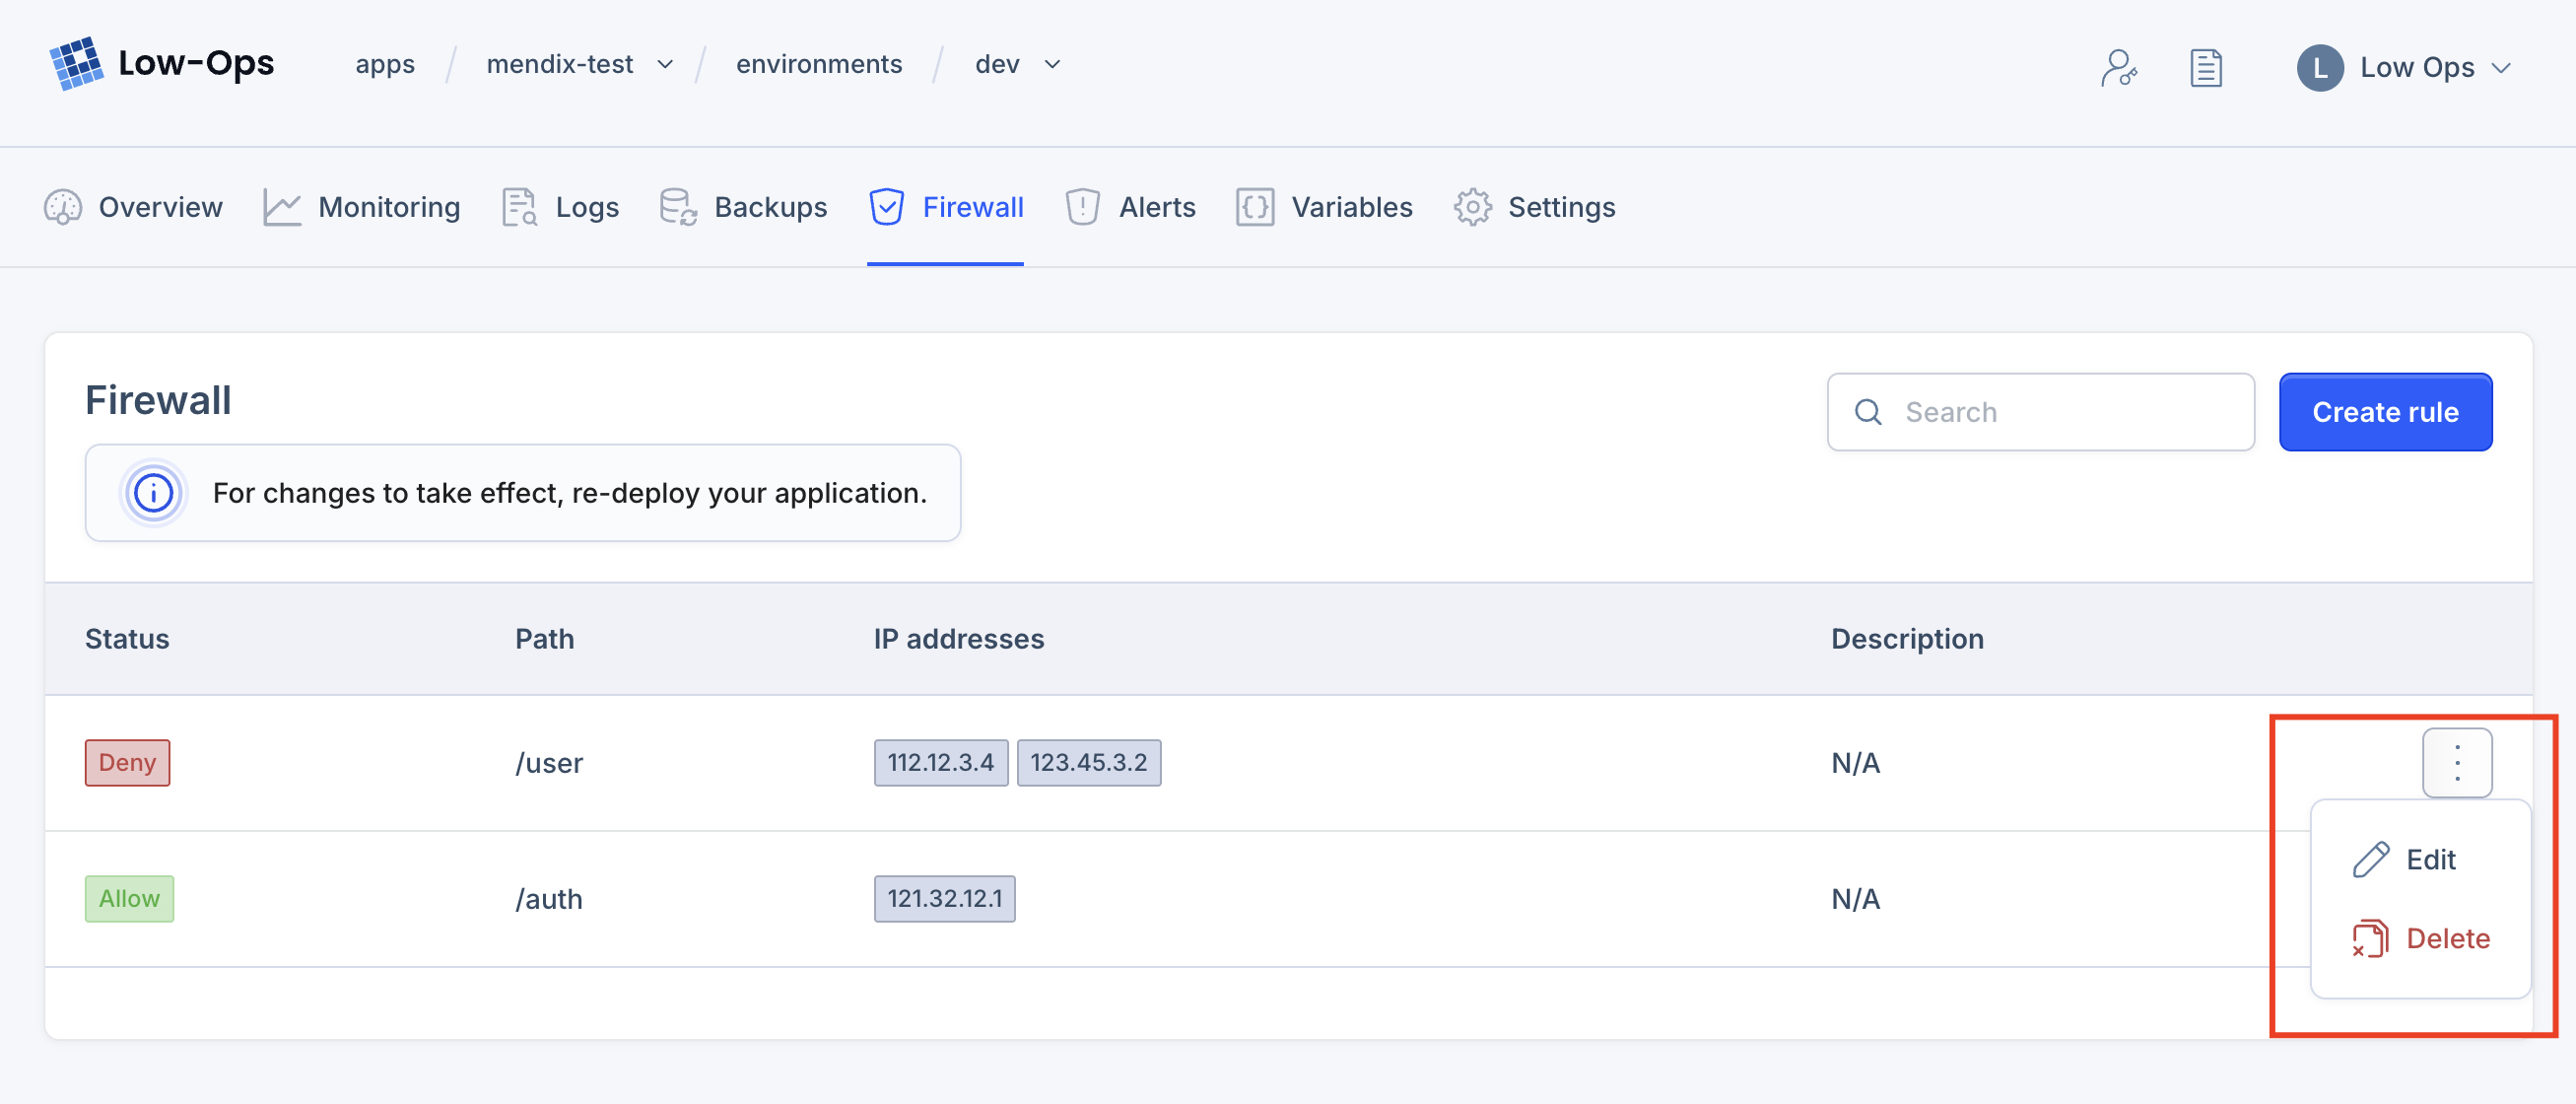 Low-Ops apps / mendix-test / environments / dev L Low Ops
Overview Monitoring Logs Backups Firewall Alerts Variables Settings
Firewall
Search Create rule
For changes to take effect, re-deploy your application.
Status Path IP addresses Description
Deny /user 112.12.3.4 123.45.3.2 N/A
Edit
Allow /auth 121.32.12.1 N/A
Delete